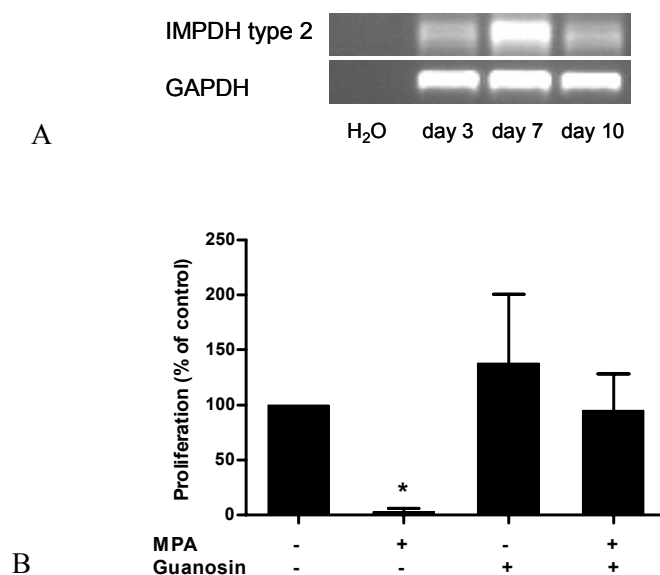 IMPDH type 2
GAPDH
A
H₂O day 3 day 7 day 10
250
200
150
100
50
0
Proliferation (% of control)
*
MPA - + - +
Guanosin - - + +
B